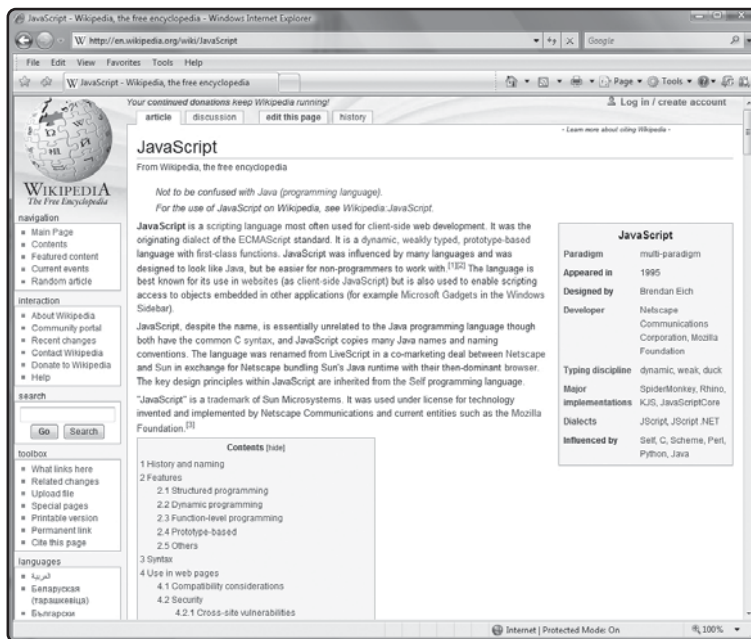 JavaScript - Wikipedia, the free encyclopedia - Windows Internet Explorer
W http://en.wikipedia.org/wiki/JavaScript
Google
File Edit View Favorites Tools Help
W JavaScript - Wikipedia, the free encyclopedia
Page Tools
Your continued donations keep Wikipedia running!
Log in / create account
article discussion edit this page history
- Learn more about citing Wikipedia -
WIKIPEDIA
The Free Encyclopedia
navigation
Main Page
Contents
Featured content
Current events
Random article
interaction
About Wikipedia
Community portal
Recent changes
Contact Wikipedia
Donate to Wikipedia
Help
search
Go Search
toolbox
What links here
Related changes
Upload file
Special pages
Printable version
Permanent link
Cite this page
languages
العربية
Беларуская
(тарашкевіца)
Български
JavaScript
From Wikipedia, the free encyclopedia
Not to be confused with Java (programming language).
For the use of JavaScript on Wikipedia, see Wikipedia:JavaScript.
JavaScript is a scripting language most often used for client-side web development. It was the
originating dialect of the ECMAScript standard. It is a dynamic, weakly typed, prototype-based
language with first-class functions. JavaScript was influenced by many languages and was
designed to look like Java, but be easier for non-programmers to work with.[1][2] The language is
best known for its use in websites (as client-side JavaScript) but is also used to enable scripting
access to objects embedded in other applications (for example Microsoft Gadgets in the Windows
Sidebar).
JavaScript, despite the name, is essentially unrelated to the Java programming language though
both have the common C syntax, and JavaScript copies many Java names and naming
conventions. The language was renamed from LiveScript in a co-marketing deal between Netscape
and Sun in exchange for Netscape bundling Sun's Java runtime with their then-dominant browser.
The key design principles within JavaScript are inherited from the Self programming language.
"JavaScript" is a trademark of Sun Microsystems. It was used under license for technology
invented and implemented by Netscape Communications and current entities such as the Mozilla
Foundation.[3]
JavaScript
Paradigm multi-paradigm
Appeared in 1995
Designed by Brendan Eich
Developer Netscape
Communications
Corporation, Mozilla
Foundation
Typing discipline dynamic, weak, duck
Major SpiderMonkey, Rhino,
implementations KJS, JavaScriptCore
Dialects JScript, JScript .NET
Influenced by Self, C, Scheme, Perl,
Python, Java
Contents [hide]
1 History and naming
2 Features
2.1 Structured programming
2.2 Dynamic programming
2.3 Function-level programming
2.4 Prototype-based
2.5 Others
3 Syntax
4 Use in web pages
4.1 Compatibility considerations
4.2 Security
4.2.1 Cross-site vulnerabilities
Internet | Protected Mode: On 100%